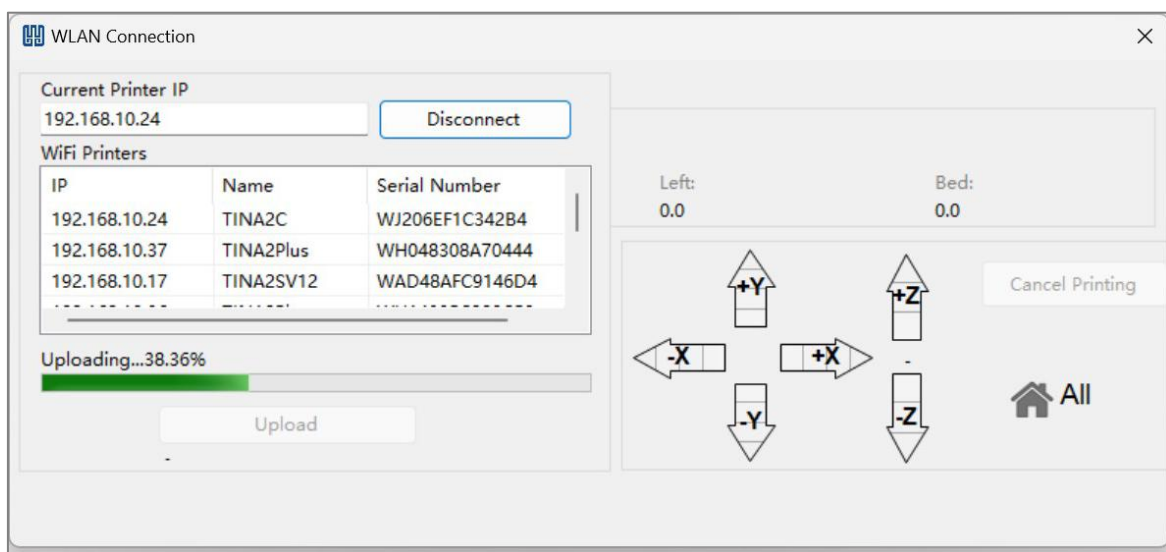 WLAN Connection
Current Printer IP
192.168.10.24
Disconnect
WiFi Printers
IP Name Serial Number
192.168.10.24 TINA2C WJ206EF1C342B4
192.168.10.37 TINA2Plus WH048308A70444
192.168.10.17 TINA2SV12 WAD48AFC9146D4
Uploading...38.36%
Upload
-
Left: Bed:
0.0 0.0
+Y
+Z
Cancel Printing
-X
+X
-
All
-Y
-Z